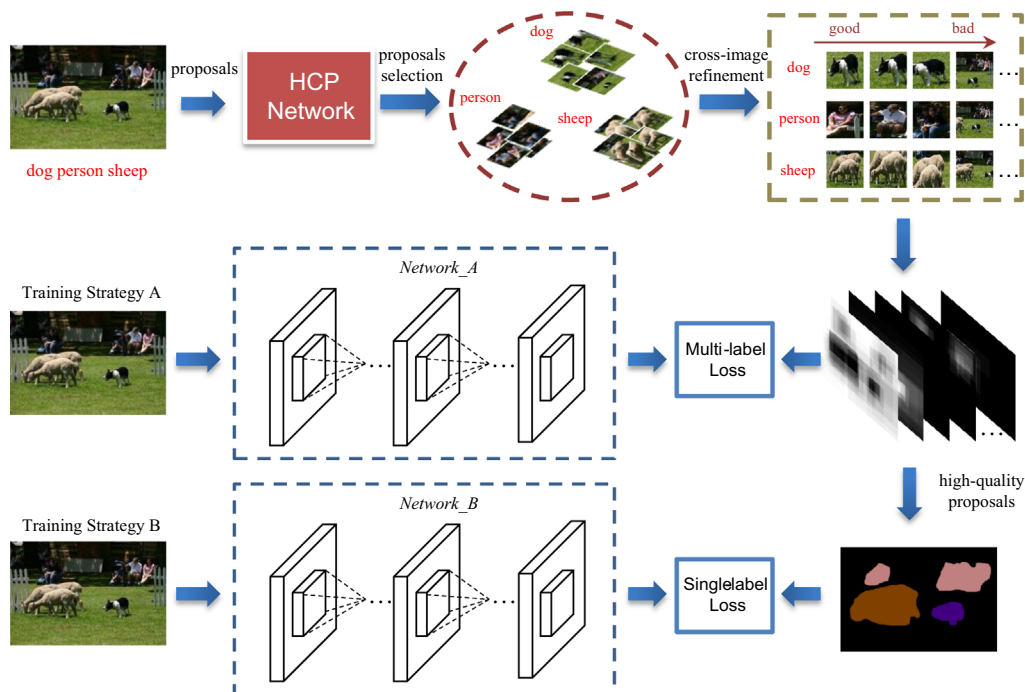 dog person sheep
proposals
HCP
Network
proposals
selection
dog
person
sheep
cross-image
refinement
good
bad
dog
...
person
...
sheep
...
Training Strategy A
Network_A
...
...
Multi-label
Loss
...
high-quality
proposals
Training Strategy B
Network_B
...
...
Singlelabel
Loss